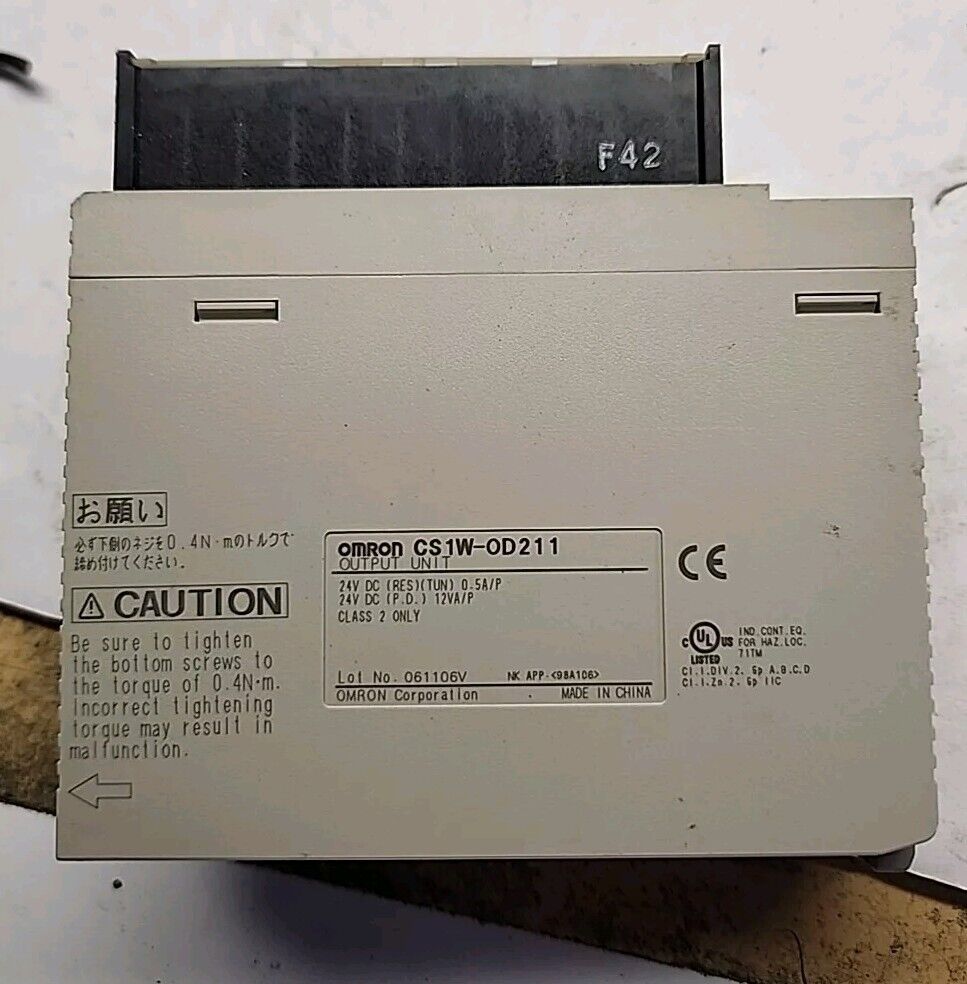 F42
お願い
必ず下側のネジを0.4N·mのトルクで
締め付けてください。
⚠ CAUTION
Be sure to tighten
the bottom screws to
the torque of 0.4N·m.
Incorrect tightening
torque may result in
malfunction.
OMRON CS1W-OD211
OUTPUT UNIT
24V DC (RES)(TUN) 0.5A/P
24V DC (P.D.) 12VA/P
CLASS 2 ONLY
Lot No. 061106V NK APP.<98A106>
OMRON Corporation MADE IN CHINA
CE
C UL US
LISTED
IND.CONT.EQ.
FOR HAZ.LOC.
71TM
Cl.I.DIV.2. Gp A.B.C.D
Cl.I.Zn.2. Gp IIC